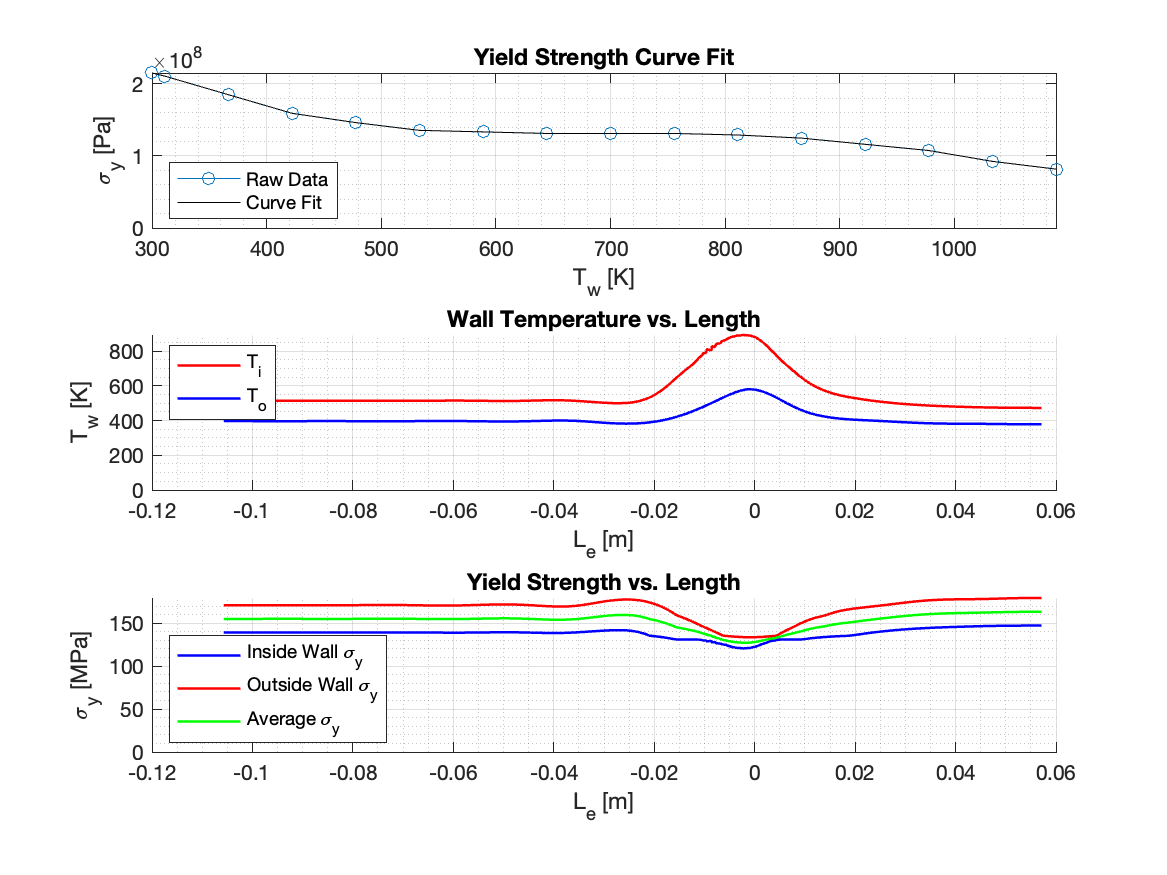 Yield Strength Curve Fit
× 10^8
2
1
0
σ_y [Pa]
Raw Data
Curve Fit
300 400 500 600 700 800 900 1000
T_w [K]
Wall Temperature vs. Length
800
600
400
200
0
T_w [K]
T_i
T_o
-0.12 -0.1 -0.08 -0.06 -0.04 -0.02 0 0.02 0.04 0.06
L_e [m]
Yield Strength vs. Length
150
100
50
0
σ_y [MPa]
Inside Wall σ_y
Outside Wall σ_y
Average σ_y
-0.12 -0.1 -0.08 -0.06 -0.04 -0.02 0 0.02 0.04 0.06
L_e [m]